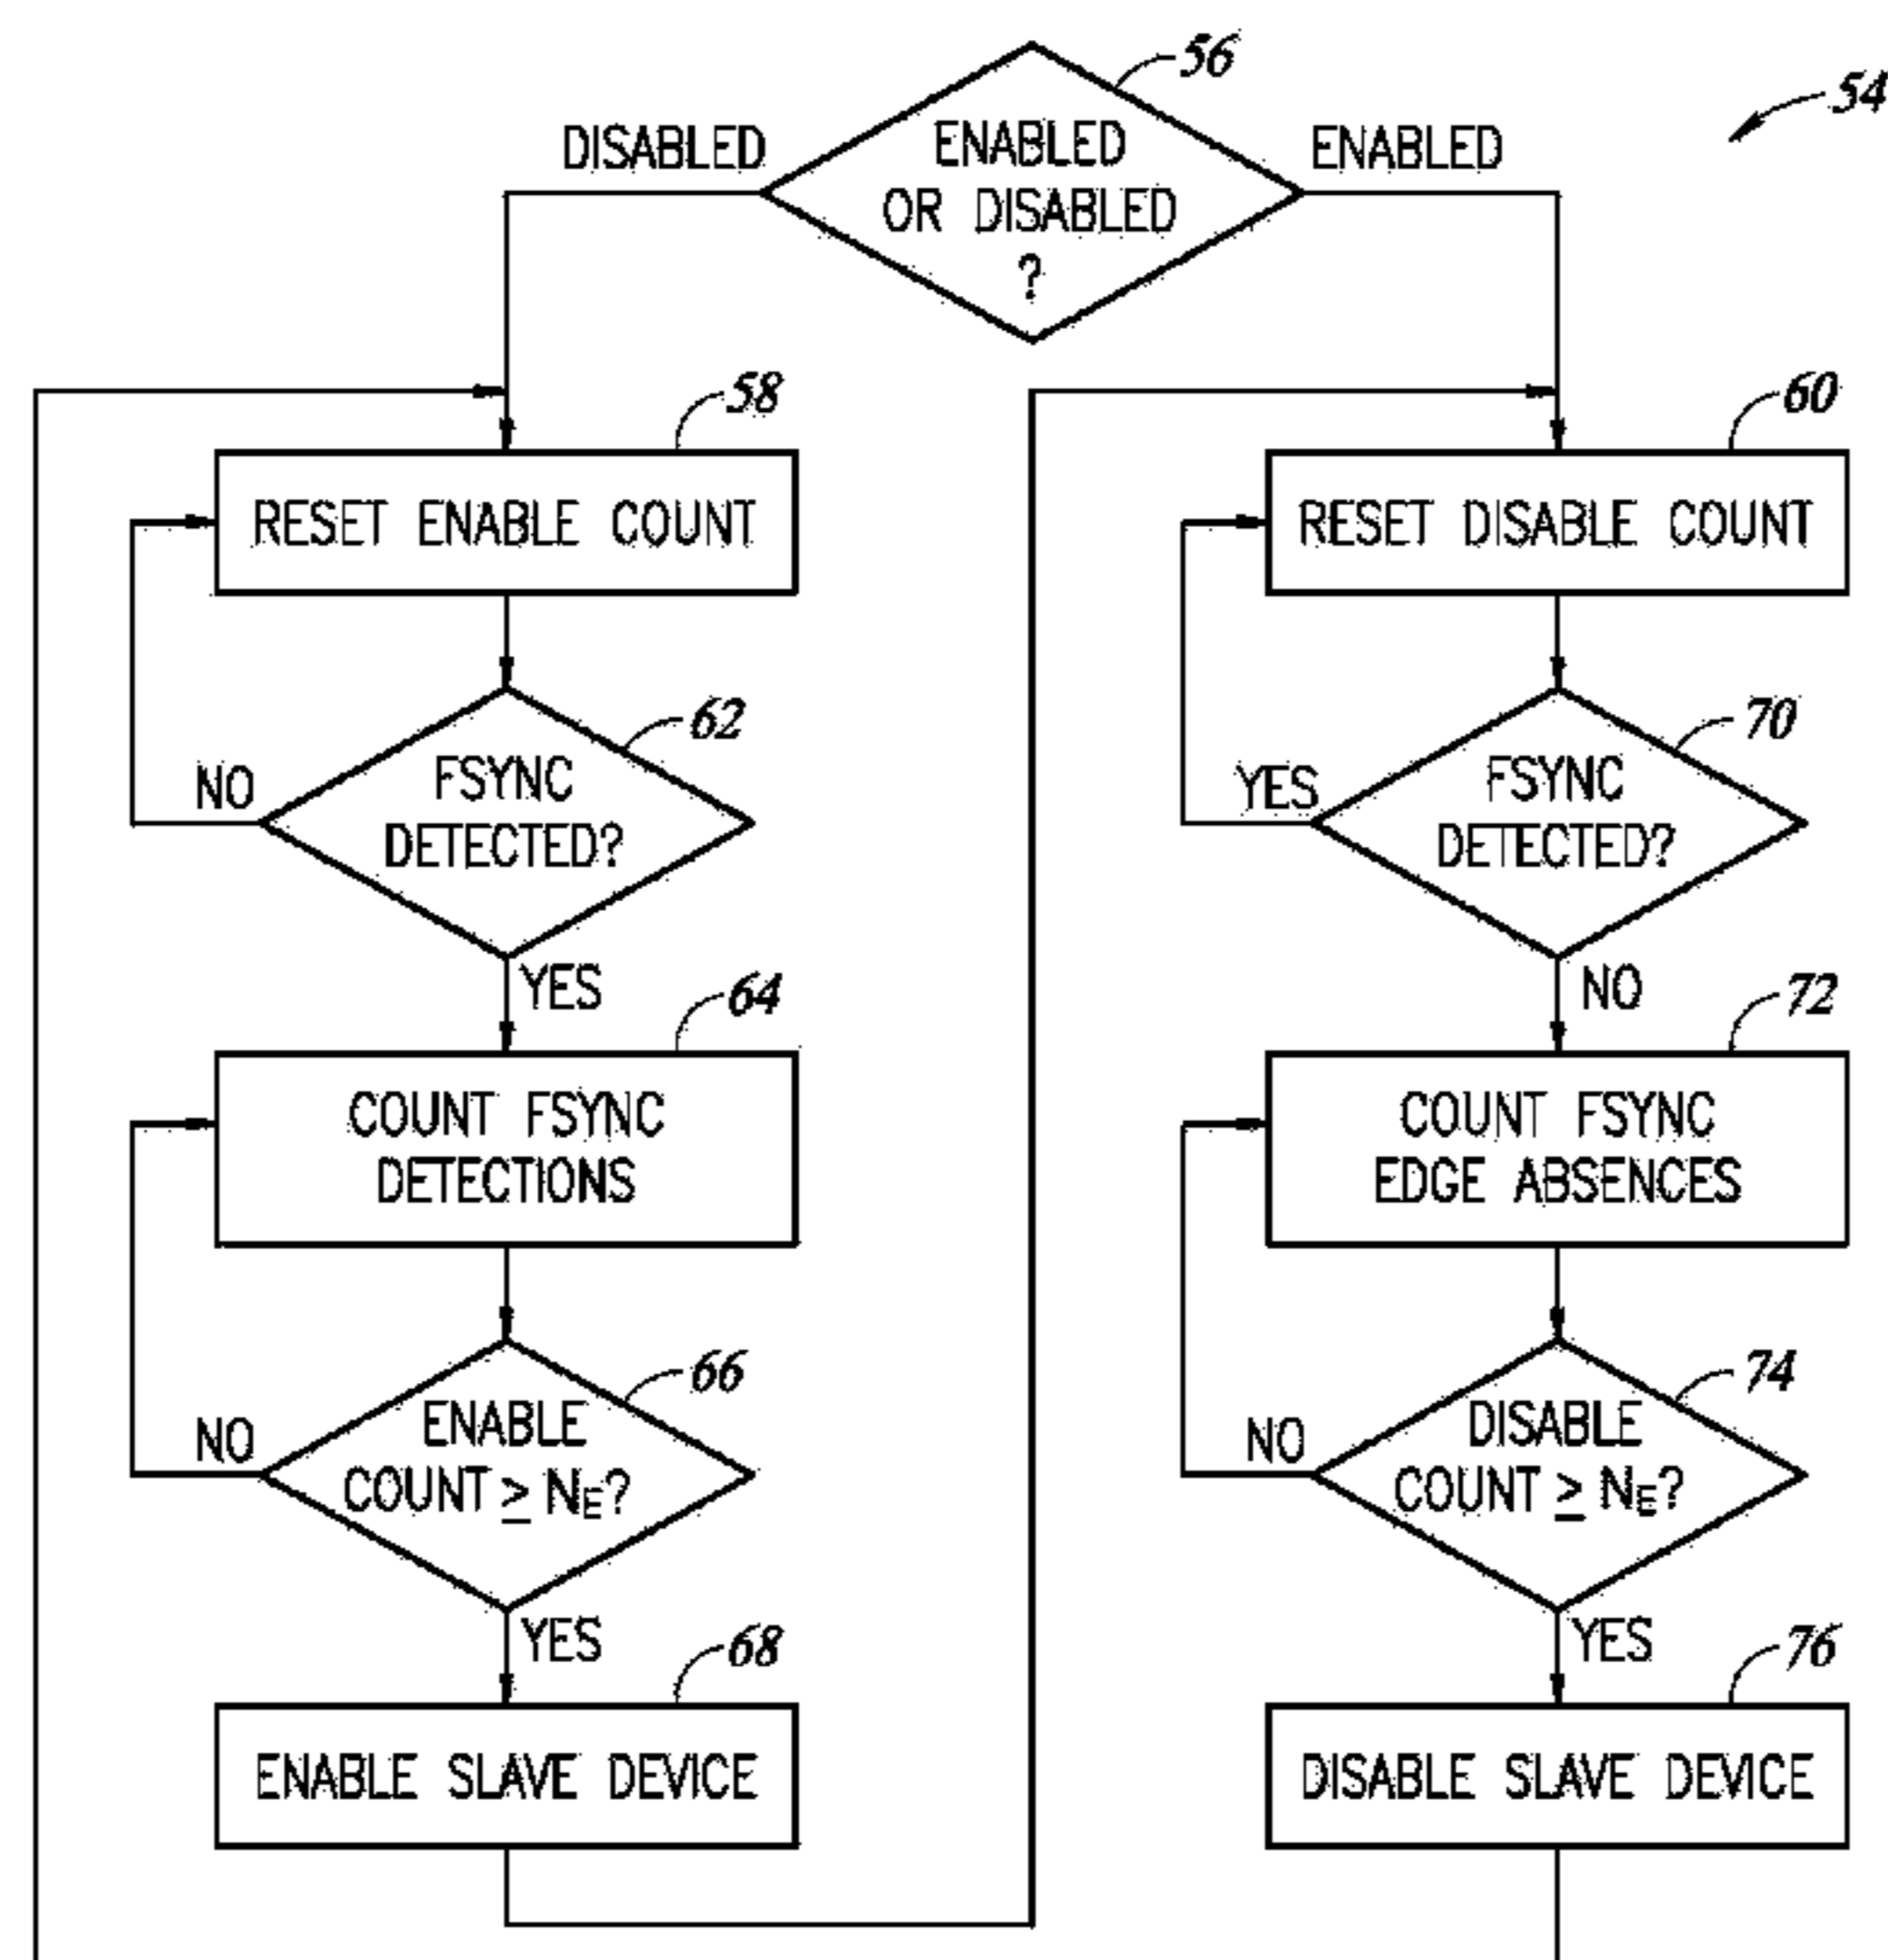 56
54
DISABLED
ENABLED
OR DISABLED
?
ENABLED
58
RESET ENABLE COUNT
62
NO
FSYNC
DETECTED?
YES
64
COUNT FSYNC
DETECTIONS
66
NO
ENABLE
COUNT ≥ NE?
YES
68
ENABLE SLAVE DEVICE
60
RESET DISABLE COUNT
70
YES
FSYNC
DETECTED?
NO
72
COUNT FSYNC
EDGE ABSENCES
74
NO
DISABLE
COUNT ≥ NE?
YES
76
DISABLE SLAVE DEVICE